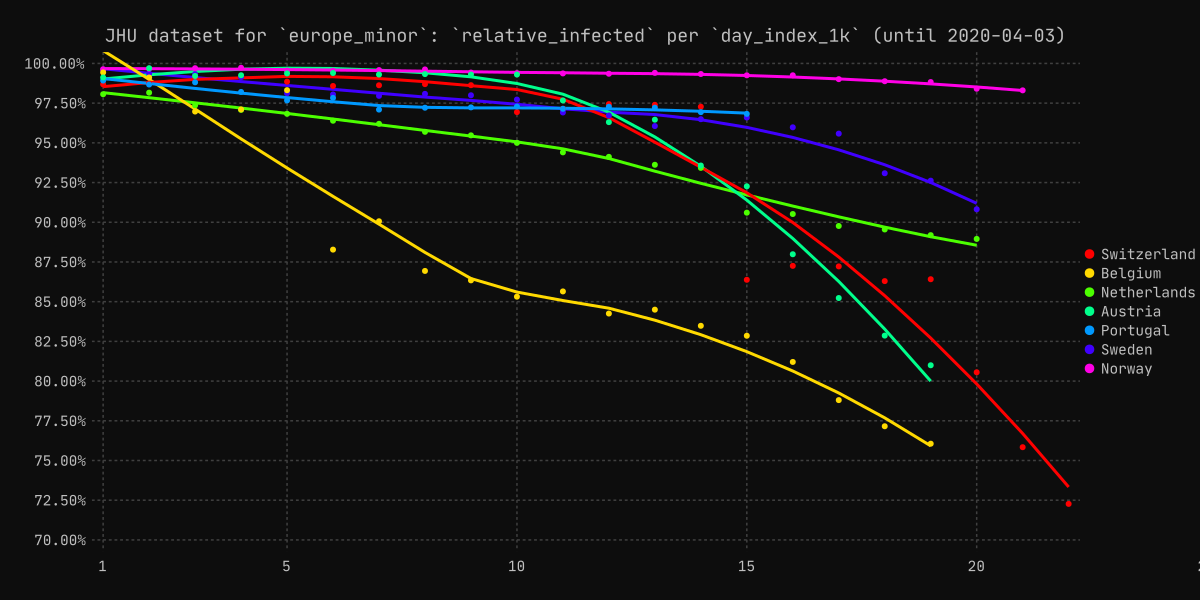 JHU dataset for `europe_minor`: `relative_infected` per `day_index_1k` (until 2020-04-03)
100.00%
97.50%
95.00%
92.50%
90.00%
87.50%
85.00%
82.50%
80.00%
77.50%
75.00%
72.50%
70.00%
1 5 10 15 20
Switzerland
Belgium
Netherlands
Austria
Portugal
Sweden
Norway